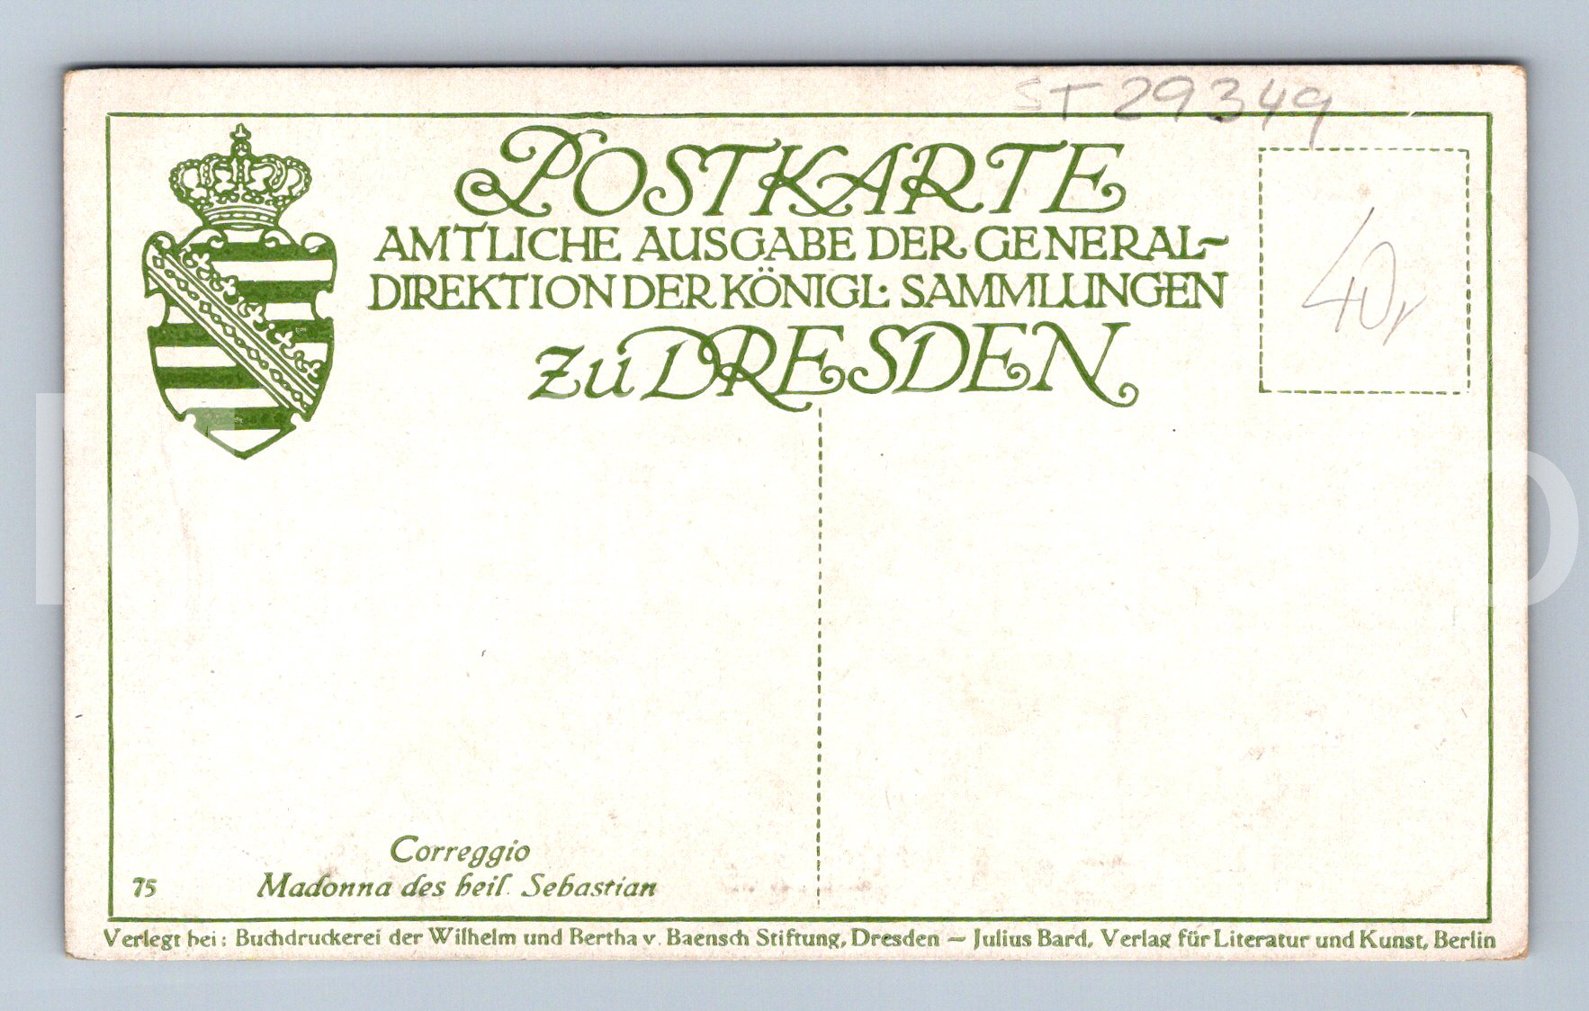 ST 29349
POSTKARTE
AMTLICHE AUSGABE DER GENERAL-
DIREKTION DER KÖNIGL. SAMMLUNGEN
ZU DRESDEN
Correggio
75 Madonna des heil. Sebastian
Verlegt bei: Buchdruckerei der Wilhelm und Bertha v. Baensch Stiftung, Dresden — Julius Bard, Verlag für Literatur und Kunst, Berlin